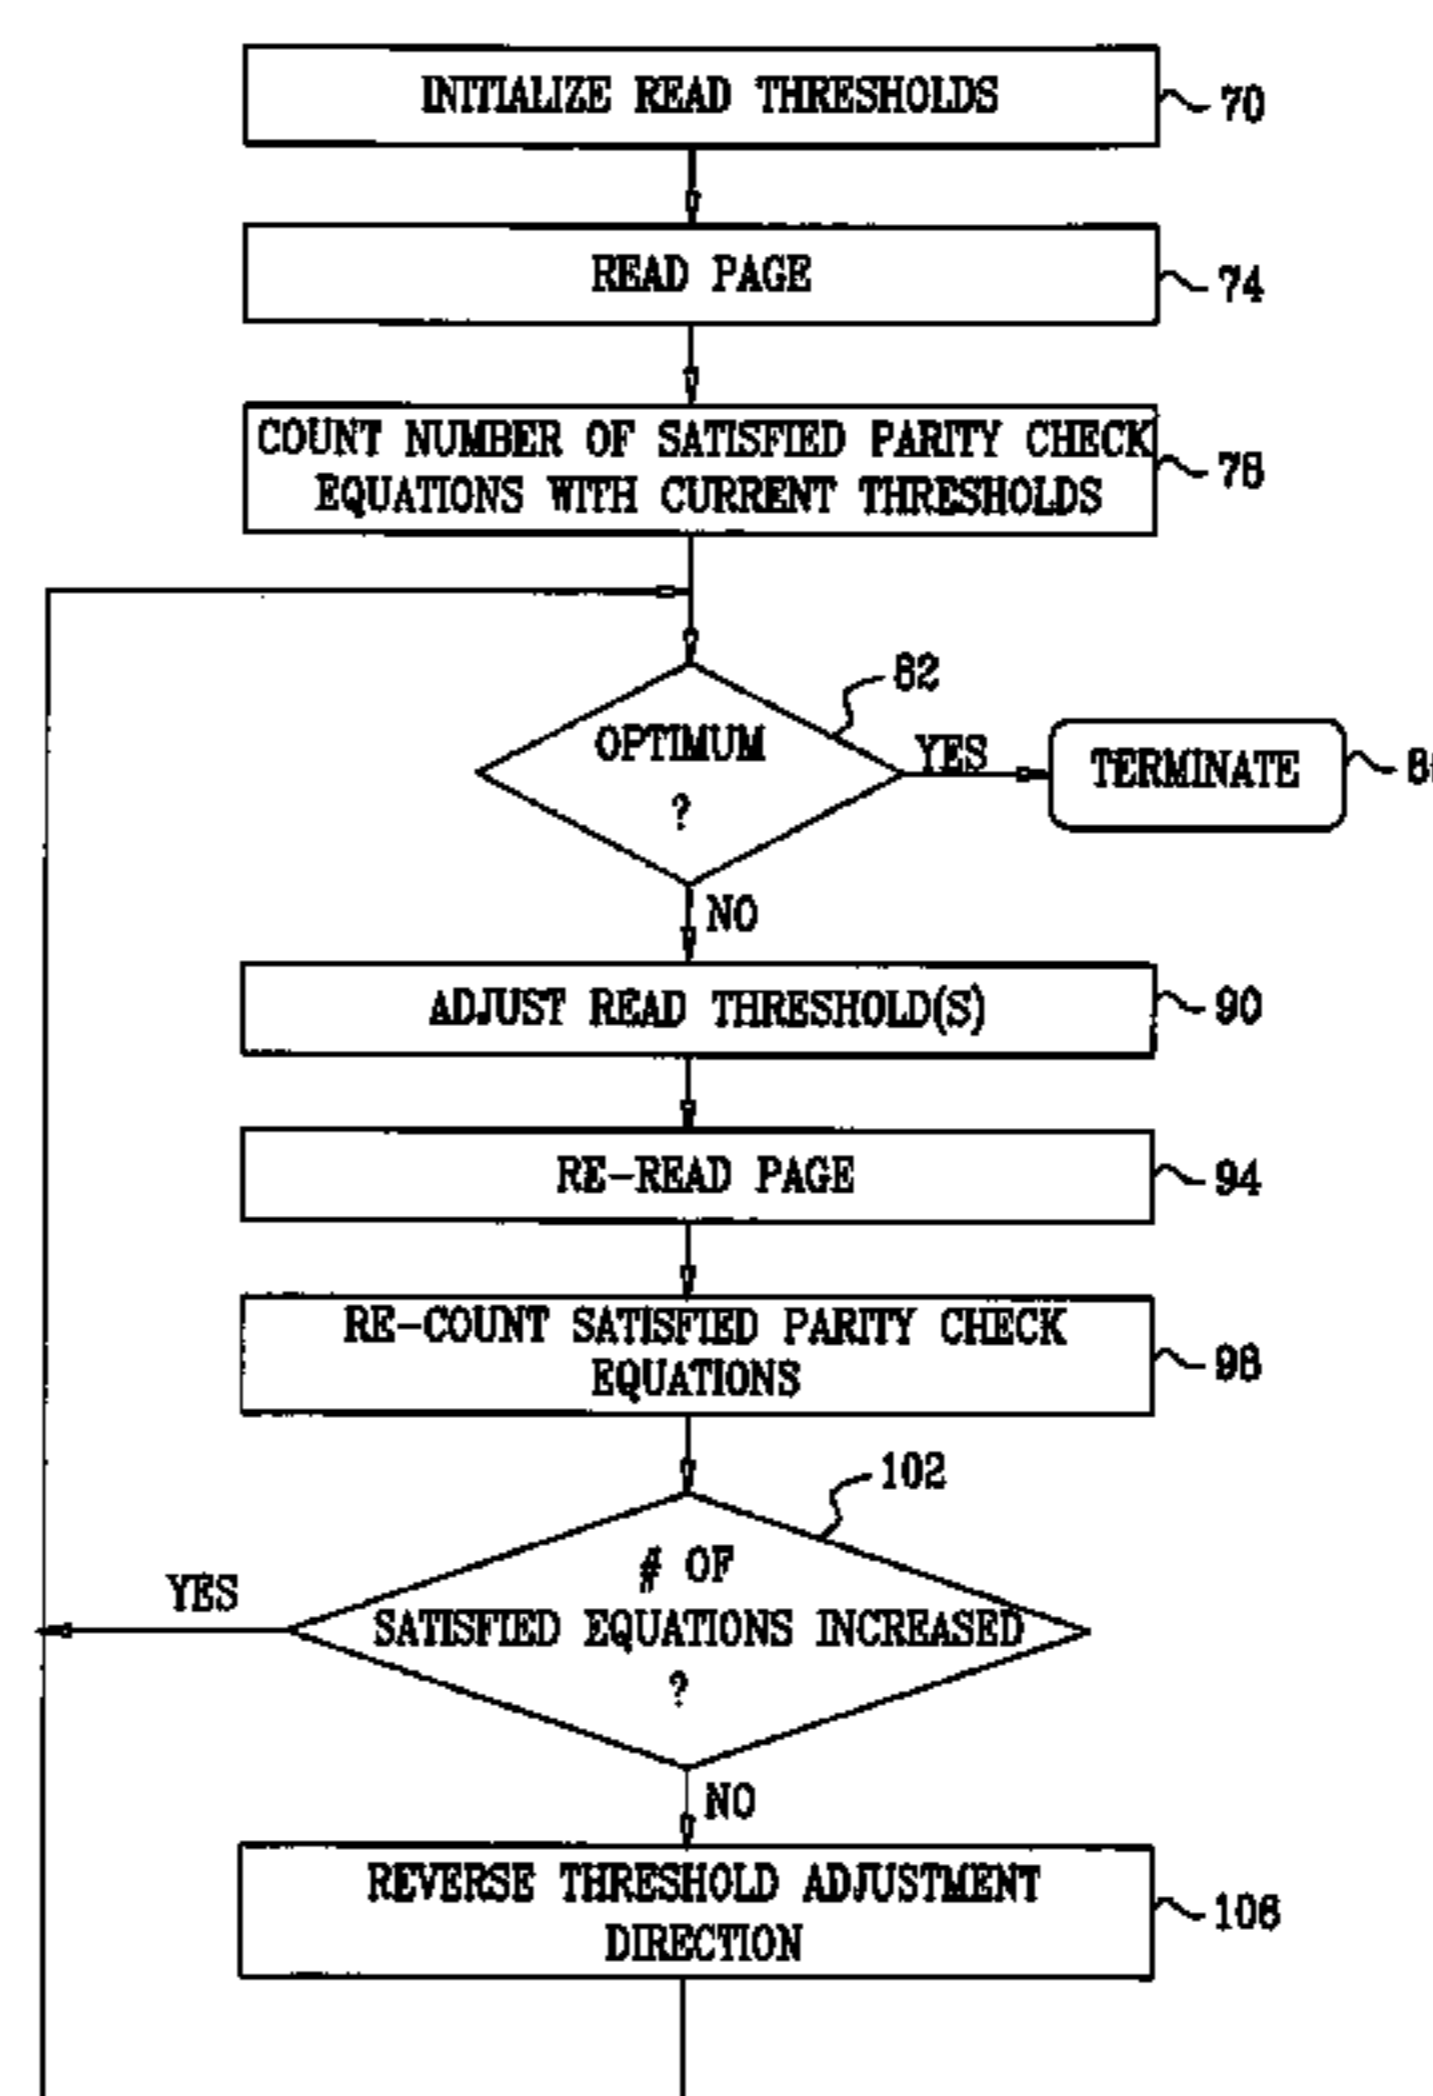 INITIALIZE READ THRESHOLDS
70
READ PAGE
74
COUNT NUMBER OF SATISFIED PARITY CHECK
EQUATIONS WITH CURRENT THRESHOLDS
78
82
OPTIMUM
?
YES
TERMINATE
NO
ADJUST READ THRESHOLD(S)
90
RE-READ PAGE
94
RE-COUNT SATISFIED PARITY CHECK
EQUATIONS
98
102
# OF
SATISFIED EQUATIONS INCREASED
?
YES
NO
REVERSE THRESHOLD ADJUSTMENT
DIRECTION
106